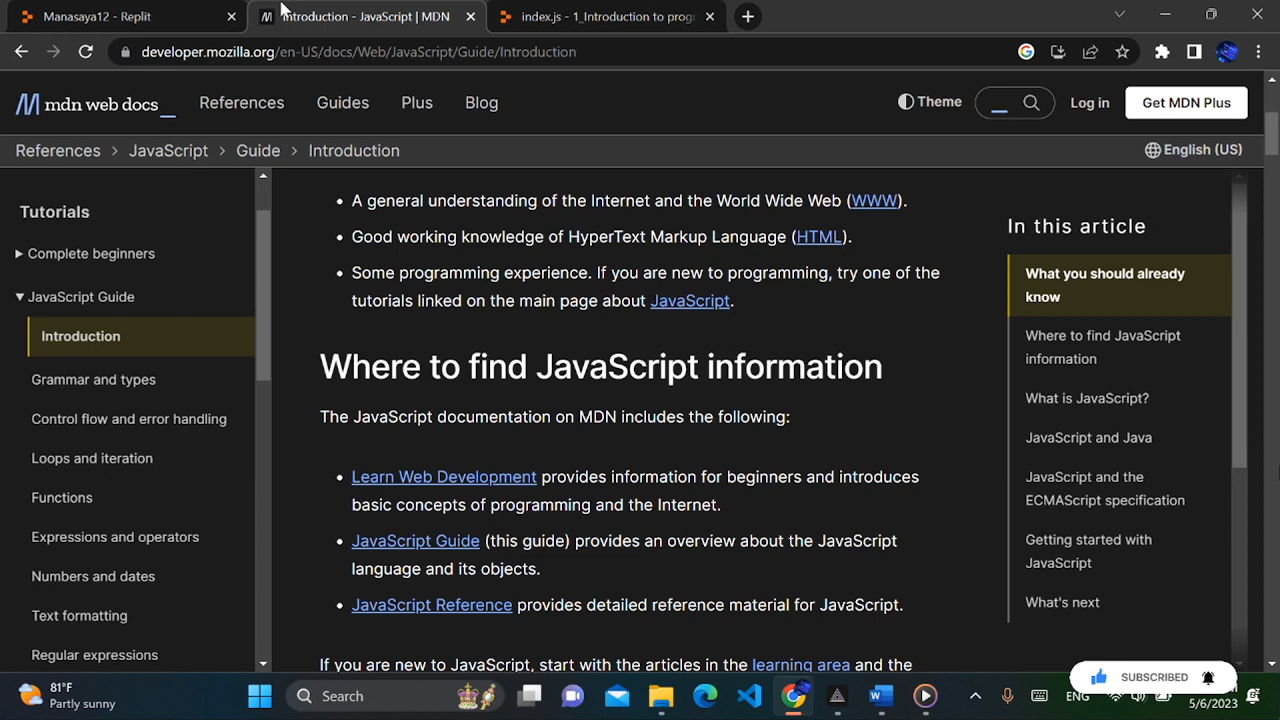 Manasaya12 - Replit
Introduction - JavaScript | MDN
index.js - 1_Introduction to prog
developer.mozilla.org/en-US/docs/Web/JavaScript/Guide/Introduction
mdn web docs _
References
Guides
Plus
Blog
Theme
Log in
Get MDN Plus
References > JavaScript > Guide > Introduction
English (US)
Tutorials
Complete beginners
JavaScript Guide
Introduction
Grammar and types
Control flow and error handling
Loops and iteration
Functions
Expressions and operators
Numbers and dates
Text formatting
Regular expressions
• A general understanding of the Internet and the World Wide Web (WWW).
• Good working knowledge of HyperText Markup Language (HTML).
• Some programming experience. If you are new to programming, try one of the
tutorials linked on the main page about JavaScript.
Where to find JavaScript information
The JavaScript documentation on MDN includes the following:
• Learn Web Development provides information for beginners and introduces
basic concepts of programming and the Internet.
• JavaScript Guide (this guide) provides an overview about the JavaScript
language and its objects.
• JavaScript Reference provides detailed reference material for JavaScript.
If you are new to JavaScript, start with the articles in the learning area and the
In this article
What you should already
know
Where to find JavaScript
information
What is JavaScript?
JavaScript and Java
JavaScript and the
ECMAScript specification
Getting started with
JavaScript
What's next
SUBSCRIBED
81°F
Partly sunny
Search
ENG
5/6/2023